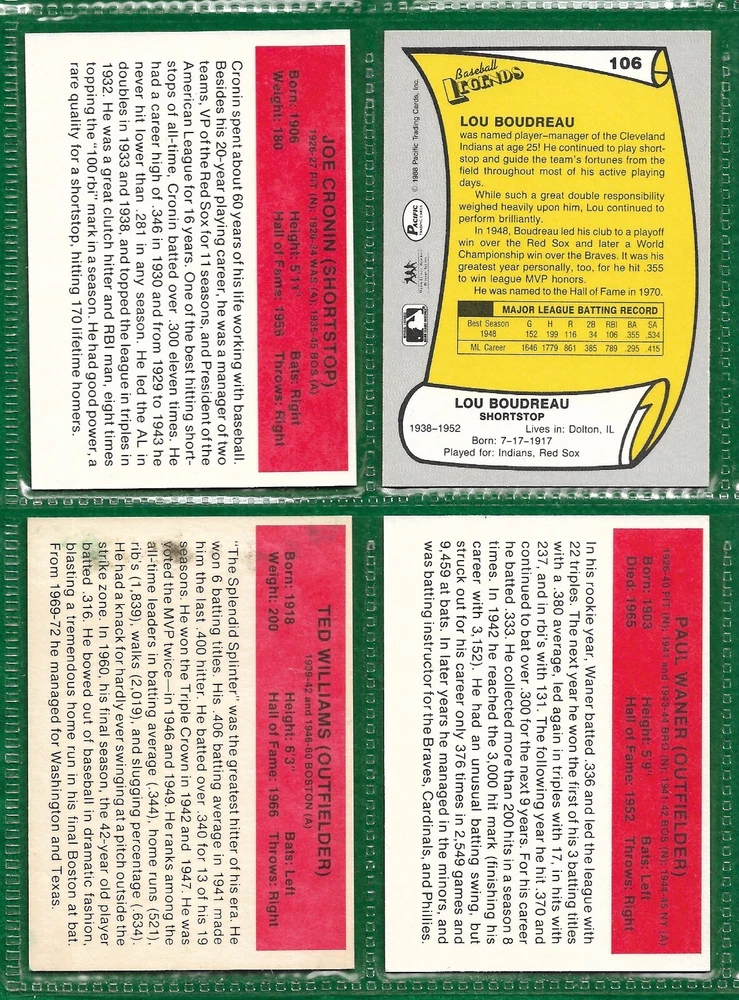 JOE CRONIN (SHORTSTOP)
1926-27 PIT (N); 1928-34 WAS (A); 1935-45 BOS (A)
Born: 1906 Height: 5'11" Bats: Right
Weight: 180 Hall of Fame: 1956 Throws: Right
Cronin spent about 60 years of his life working with baseball.
Besides his 20-year playing career, he was a manager of two
teams, VP of the Red Sox for 11 seasons, and President of the
American League for 16 years. One of the best hitting short-
stops of all-time, Cronin batted over .300 eleven times. He
had a career high of .346 in 1930 and from 1929 to 1943 he
never hit lower than .281 in any season. He led the AL in
doubles in 1933 and 1938, and topped the league in triples in
1932. He was a great clutch hitter and RBI man, eight times
topping the "100 rbi" mark in a season. He had good power, a
rare quality for a shortstop, hitting 170 lifetime homers.
106
Baseball
LEGENDS
© 1988 Pacific Trading Cards, Inc.
PACIFIC
LOU BOUDREAU
was named player–manager of the Cleveland
Indians at age 25! He continued to play short-
stop and guide the team's fortunes from the
field throughout most of his active playing
days.
While such a great double responsibility
weighed heavily upon him, Lou continued to
perform brilliantly.
In 1948, Boudreau led his club to a playoff
win over the Red Sox and later a World
Championship win over the Braves. It was his
greatest year personally, too, for he hit .355
to win league MVP honors.
He was named to the Hall of Fame in 1970.
MAJOR LEAGUE BATTING RECORD
Best Season G H R 2B RBI BA SA
1948 152 199 116 34 106 .355 .534
ML Career 1646 1779 861 385 789 .295 .415
LOU BOUDREAU
SHORTSTOP
1938–1952 Lives in: Dolton, IL
Born: 7-17-1917
Played for: Indians, Red Sox
TED WILLIAMS (OUTFIELDER)
1939-42 and 1946-60 BOSTON (A)
Born: 1918 Height: 6'3" Bats: Left
Weight: 200 Hall of Fame: 1966 Throws: Right
"The Splendid Splinter" was the greatest hitter of his era. He
won 6 batting titles. His .406 batting average in 1941 made
him the last .400 hitter. He batted over .340 for 13 of his 19
seasons. He won the Triple Crown in 1942 and 1947. He was
voted the MVP twice—in 1946 and 1949. He ranks among the
all-time leaders in batting average (.344), home runs (521),
rib's (1,839), walks (2,019), and slugging percentage (.634).
He had a knack for hardly ever swinging at a pitch outside the
strike zone. In 1960, his final season, the 42-year old player
batted .316. He bowed out of baseball in dramatic fashion,
blasting a tremendous home run in his final Boston at bat.
From 1969-72 he managed for Washington and Texas.
PAUL WANER (OUTFIELDER)
1926-40 PIT (N); 1941 and 1943-44 BRO (N); 1941-42 BOS (N); 1944-45 NY (A)
Born: 1903 Height: 5'9" Bats: Left
Died: 1965 Hall of Fame: 1952 Throws: Right
In his rookie year, Waner batted .336 and led the league with
22 triples. The next year he won the first of his 3 batting titles
with a .380 average, led again in triples with 17, in hits with
237, and in rbi's with 131. The following year he hit .370 and
continued to bat over .300 for the next 9 years. For his career
he batted .333. He collected more than 200 hits in a season 8
times. In 1942 he reached the 3,000 hit mark (finishing his
career with 3,152). He had an unusual batting swing, but
struck out for his career only 376 times in 2,549 games and
9,459 at bats. In later years he managed in the minors, and
was batting instructor for the Braves, Cardinals, and Phillies.